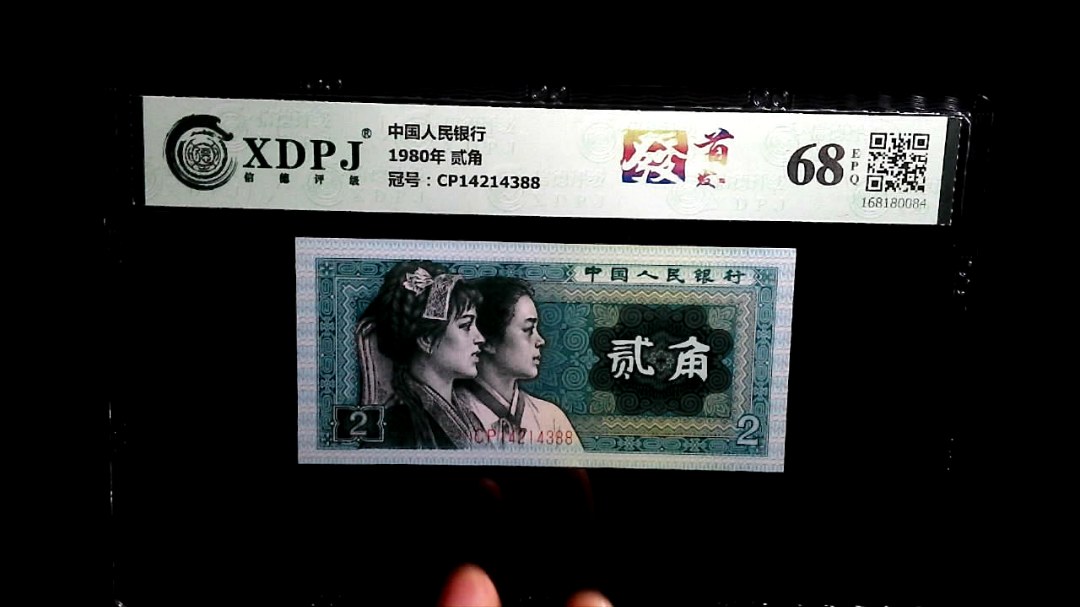 XDPJ®
信德评级
中国人民银行
1980年 贰角
冠号：CP14214388
發
首
发
68
EPQ
168180084
中国人民银行
贰角
2
CP14214388
2